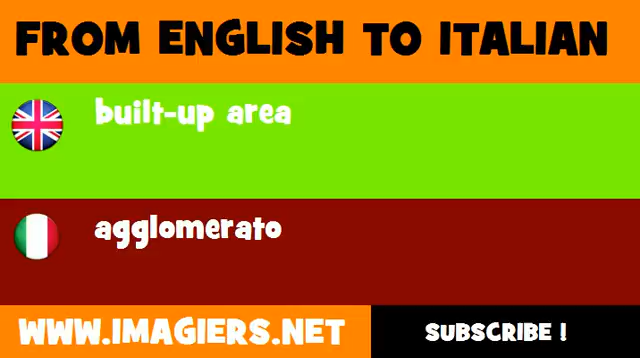 FROM ENGLISH TO ITALIAN
built-up area
agglomerato
WWW.IMAGIERS.NET
SUBSCRIBE !